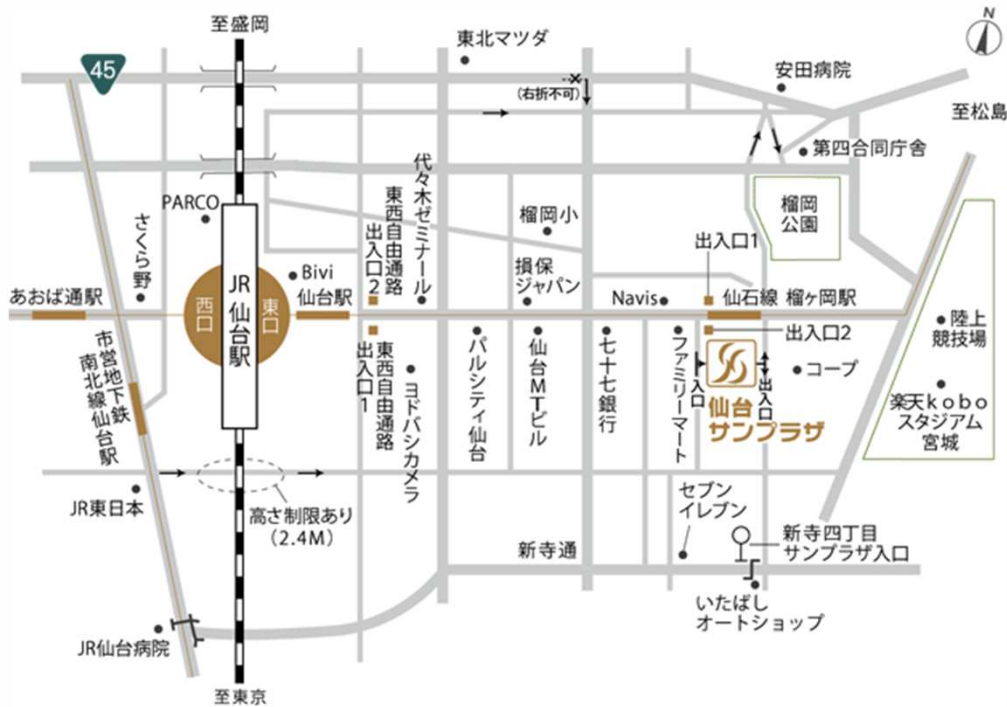 至盛岡
N
45
東北マツダ
安田病院
(右折不可)
至松島
第四合同庁舎
代々木ゼミナール
東西自由通路
出入口2
PARCO
さくら野
榴岡小
榴岡
公園
出入口1
Bivi
損保
ジャパン
あおば通駅
西口
JR仙台駅
東口
仙台駅
Navis
仙石線 榴ヶ岡駅
出入口2
陸上
競技場
市営地下鉄
南北線仙台駅
東西自由通路
出入口1
ヨドバシカメラ
パルシティ仙台
仙台MTビル
七十七銀行
ファミリーマート
入口
出入口
コープ
仙台
サンプラザ
楽天kobo
スタジアム
宮城
JR東日本
高さ制限あり
(2.4M)
セブン
イレブン
新寺通
新寺四丁目
サンプラザ入口
いたばし
オートショップ
JR仙台病院
至東京